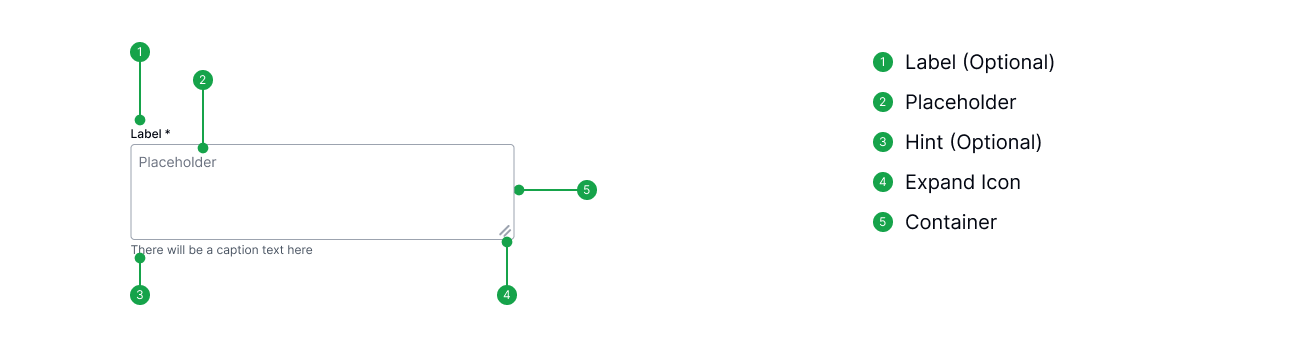 1
2
Label *
Placeholder
5
There will be a caption text here
3
4
1 Label (Optional)
2 Placeholder
3 Hint (Optional)
4 Expand Icon
5 Container